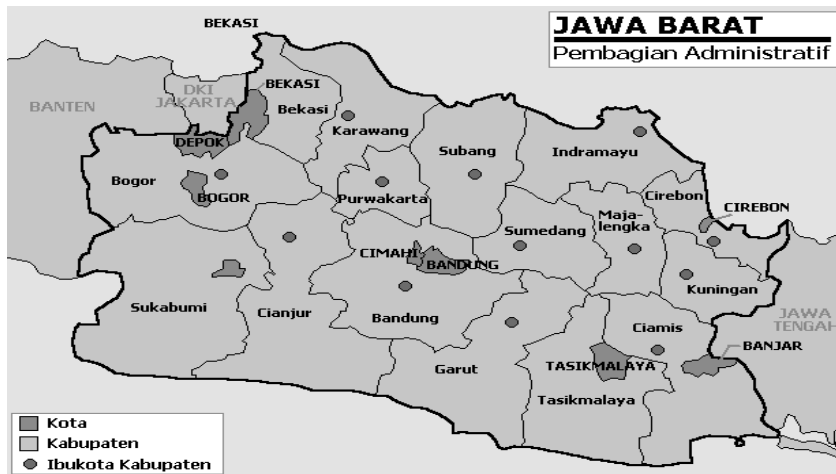 BEKASI
JAWA BARAT
Pembagian Administratif
DKI
JAKARTA
BEKASI
BANTEN
Bekasi
Karawang
DEPOK
Subang
Indramayu
Bogor
BOGOR
Purwakarta
Cirebon
CIREBON
Maja-
lengka
Sumedang
CIMAHI
BANDUNG
Kuningan
Sukabumi
Cianjur
Bandung
JAWA
TENGAH
Ciamis
BANJAR
Garut
TASIKMALAYA
Tasikmalaya
Kota
Kabupaten
Ibukota Kabupaten